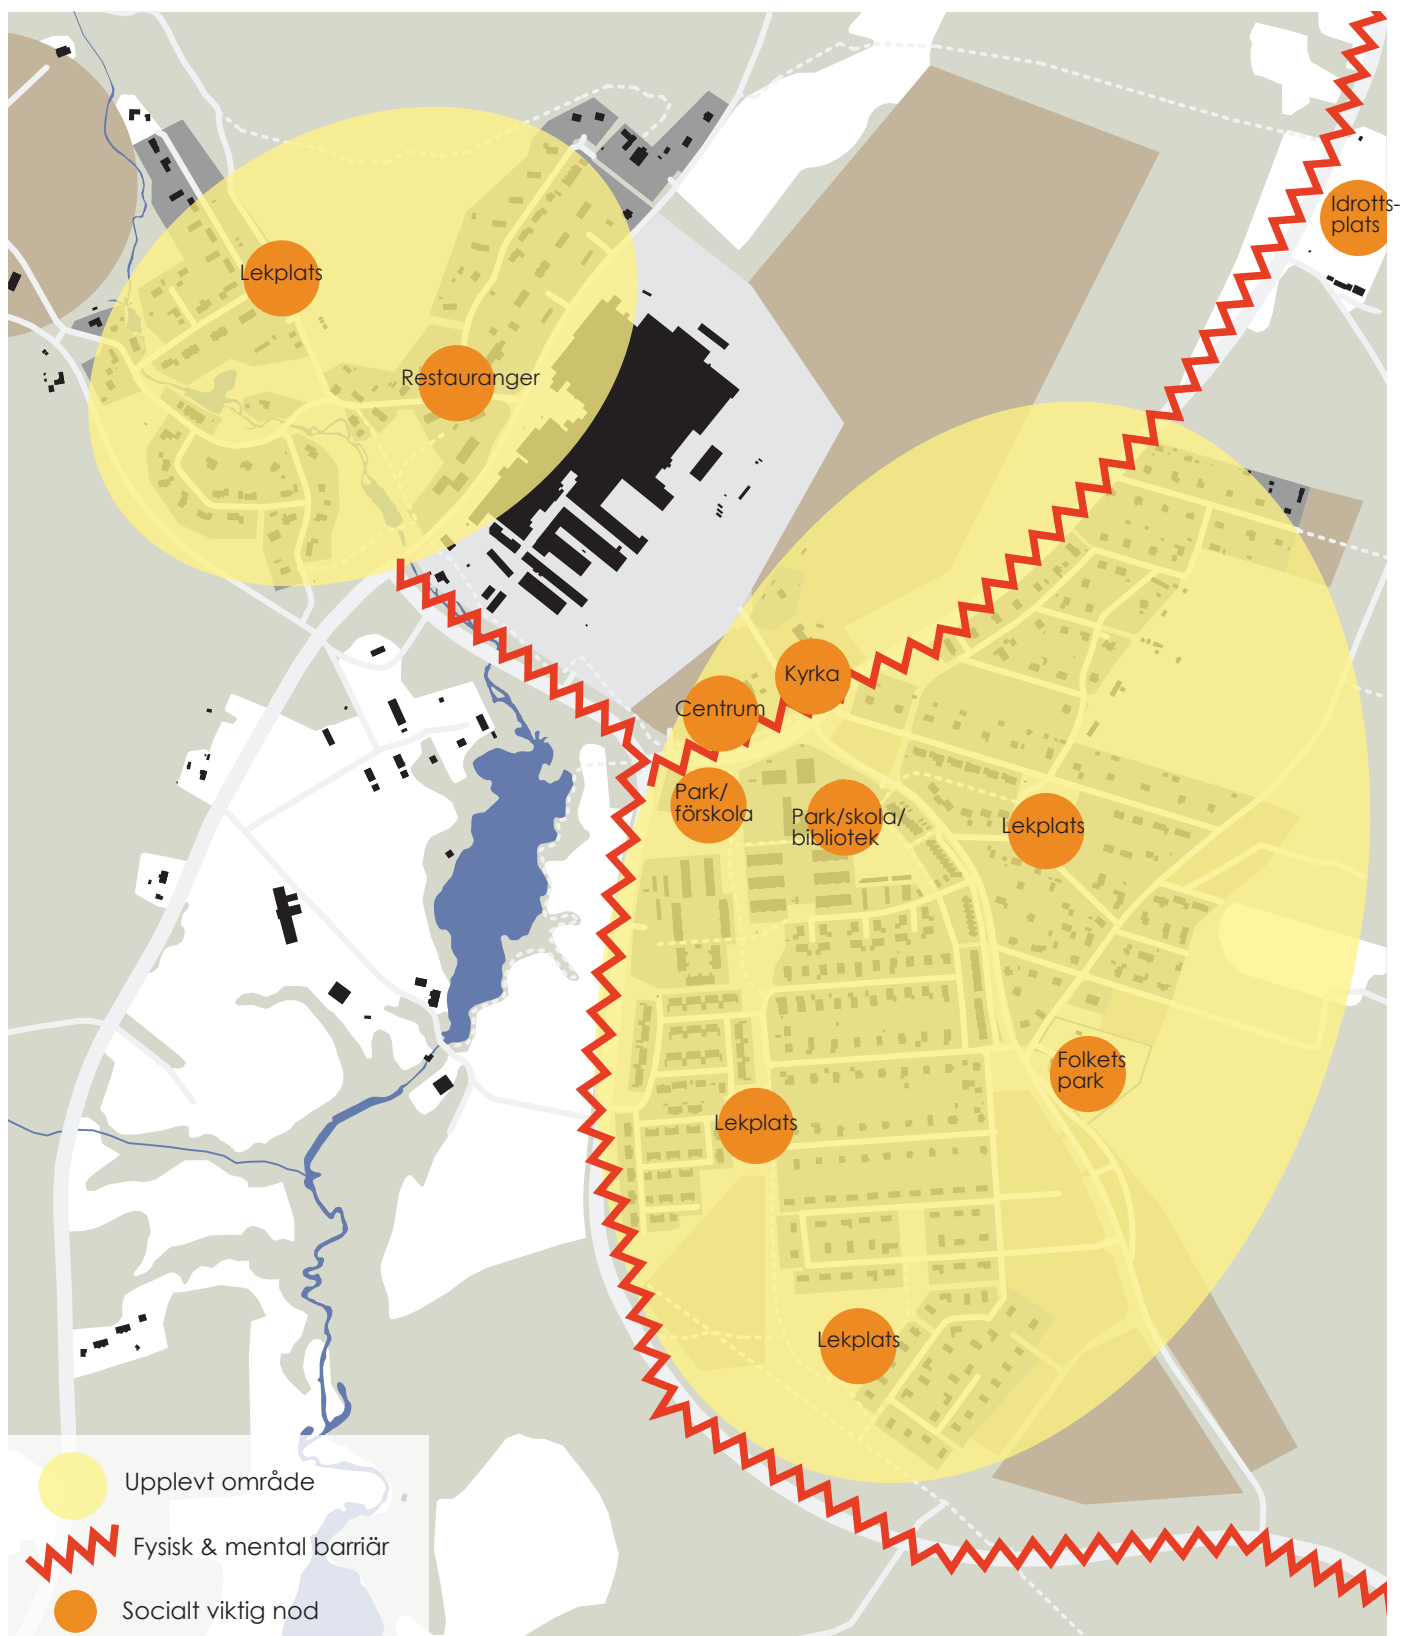 Idrotts-
plats
Lekplats
Restauranger
Kyrka
Centrum
Park/
förskola
Park/skola/
bibliotek
Lekplats
Folkets
park
Lekplats
Lekplats
Upplevt område
Fysisk & mental barriär
Socialt viktig nod